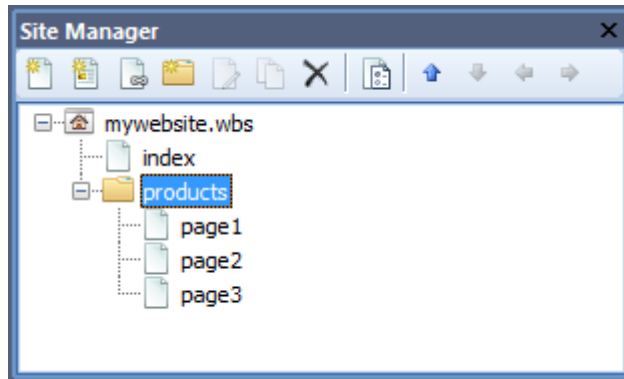 Site Manager
mywebsite.wbs
index
products
page1
page2
page3